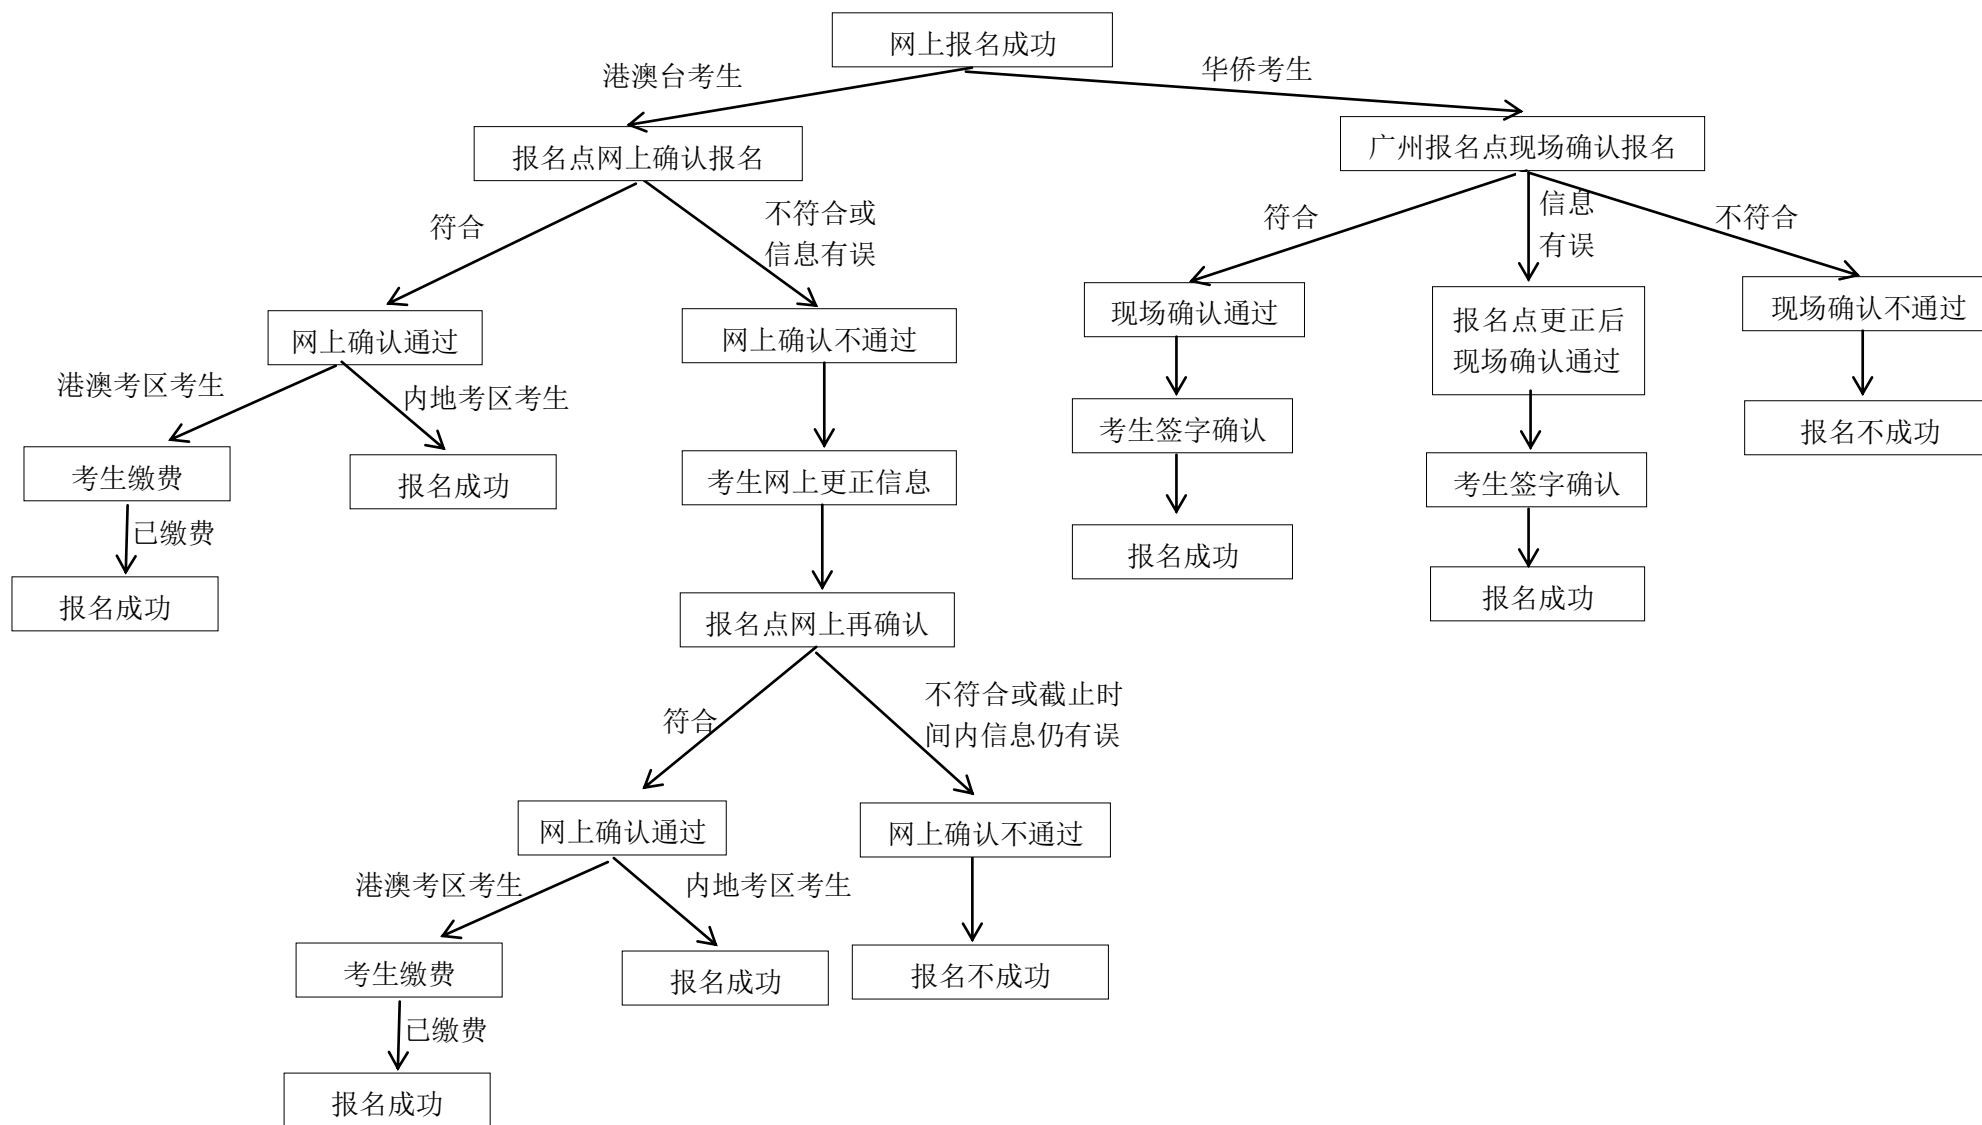 网上报名成功
港澳台考生
华侨考生
报名点网上确认报名
广州报名点现场确认报名
符合
不符合或
信息有误
符合
信息
有误
不符合
网上确认通过
网上确认不通过
现场确认通过
报名点更正后
现场确认通过
现场确认不通过
港澳考区考生
内地考区考生
考生签字确认
报名不成功
考生缴费
报名成功
考生网上更正信息
考生签字确认
已缴费
报名成功
报名成功
报名成功
报名点网上再确认
符合
不符合或截止时
间内信息仍有误
网上确认通过
网上确认不通过
港澳考区考生
内地考区考生
考生缴费
报名成功
报名不成功
已缴费
报名成功